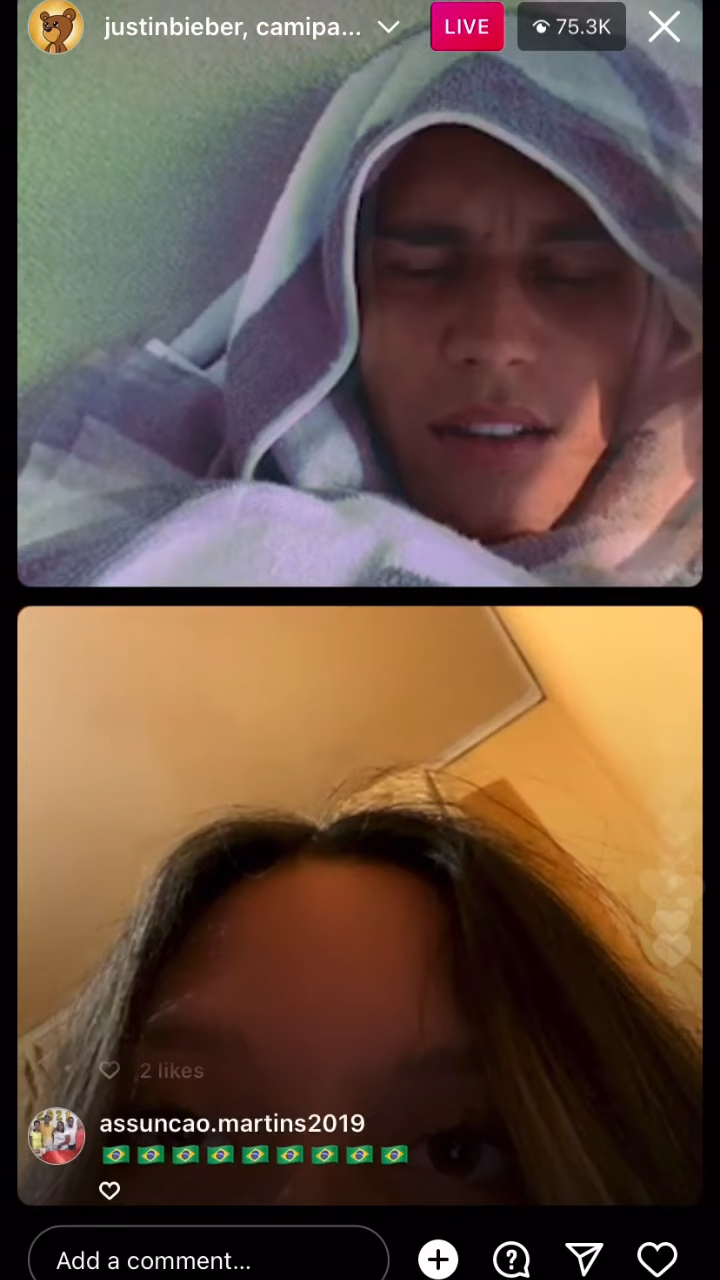 justinbieber, camipa...
LIVE
75.3K
2 likes
assuncao.martins2019
🇧🇷🇧🇷🇧🇷🇧🇷🇧🇷🇧🇷🇧🇷🇧🇷🇧🇷
Add a comment...